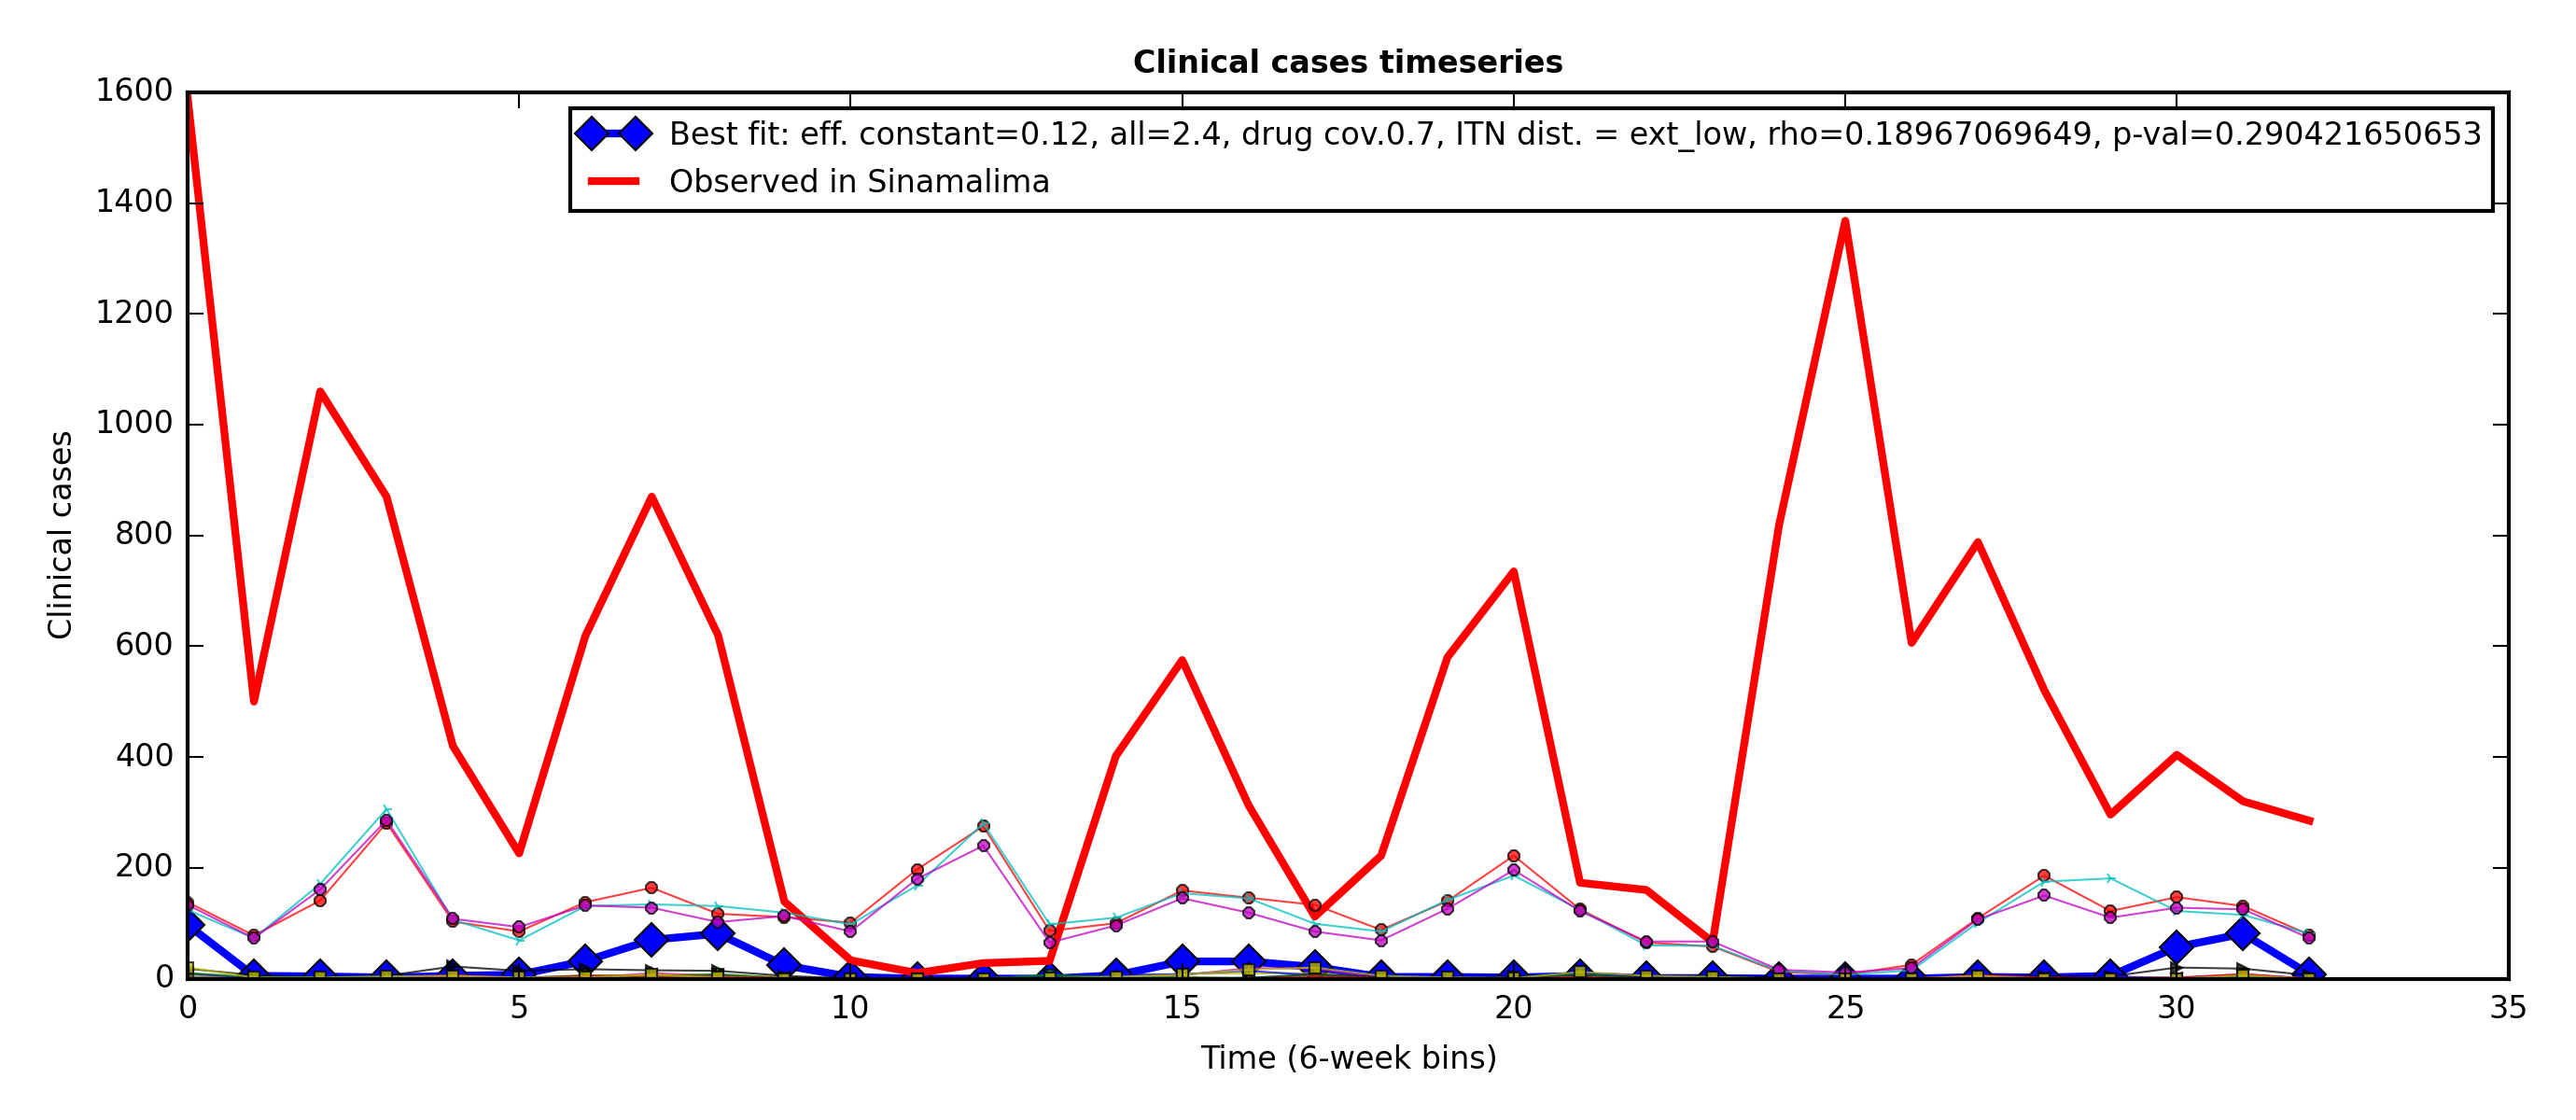 Clinical cases timeseries
Best fit: eff. constant=0.12, all=2.4, drug cov.0.7, ITN dist. = ext_low, rho=0.18967069649, p-val=0.290421650653
Observed in Sinamalima
1600
1400
1200
1000
800
600
400
200
0
Clinical cases
0 5 10 15 20 25 30 35
Time (6-week bins)